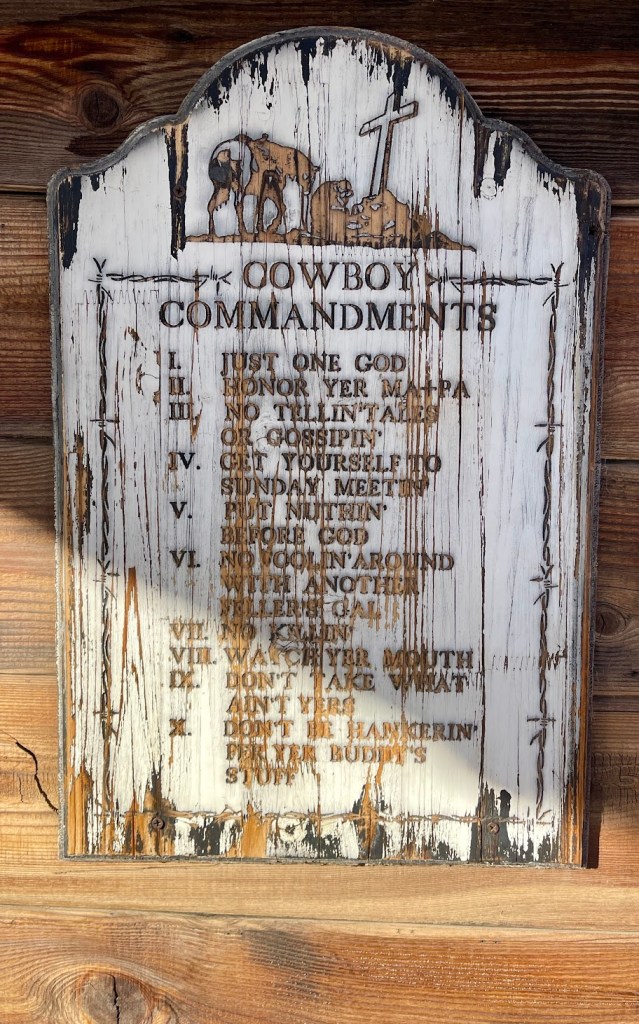 COWBOY
COMMANDMENTS
I. JUST ONE GOD
II. HONOR YER MA+PA
III. NO TELLIN' TALES
OR GOSSIPIN'
IV. GET YOURSELF TO
SUNDAY MEETIN'
V. PUT NUTHIN'
BEFORE GOD
VI. NO FOOLIN' AROUND
WITH ANOTHER
FELLER'S GAL
VII. NO KILLIN'
VIII. WATCH YER MOUTH
IX. DON'T TAKE WHAT
AIN'T YERS
X. DON'T BE HANKERIN'
FER YER BUDDY'S
STUFF